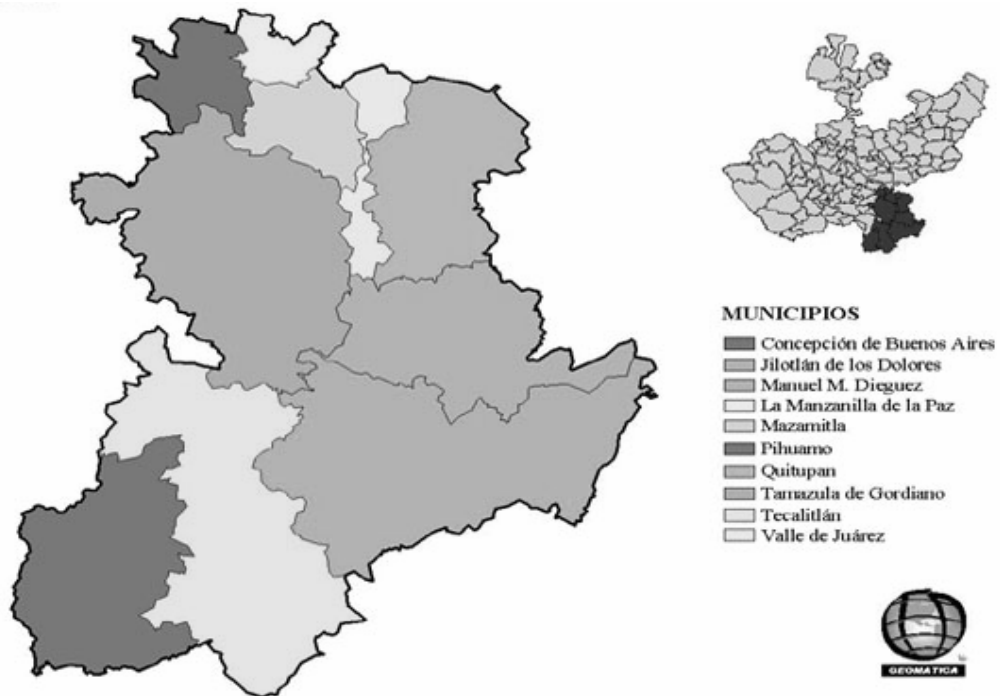 MUNICIPIOS
Concepción de Buenos Aires
Jilotlán de los Dolores
Manuel M. Dieguez
La Manzanilla de la Paz
Mazamitla
Pihuamo
Quitupan
Tamazula de Gordiano
Tecalitlán
Valle de Juárez
GEOMATICA